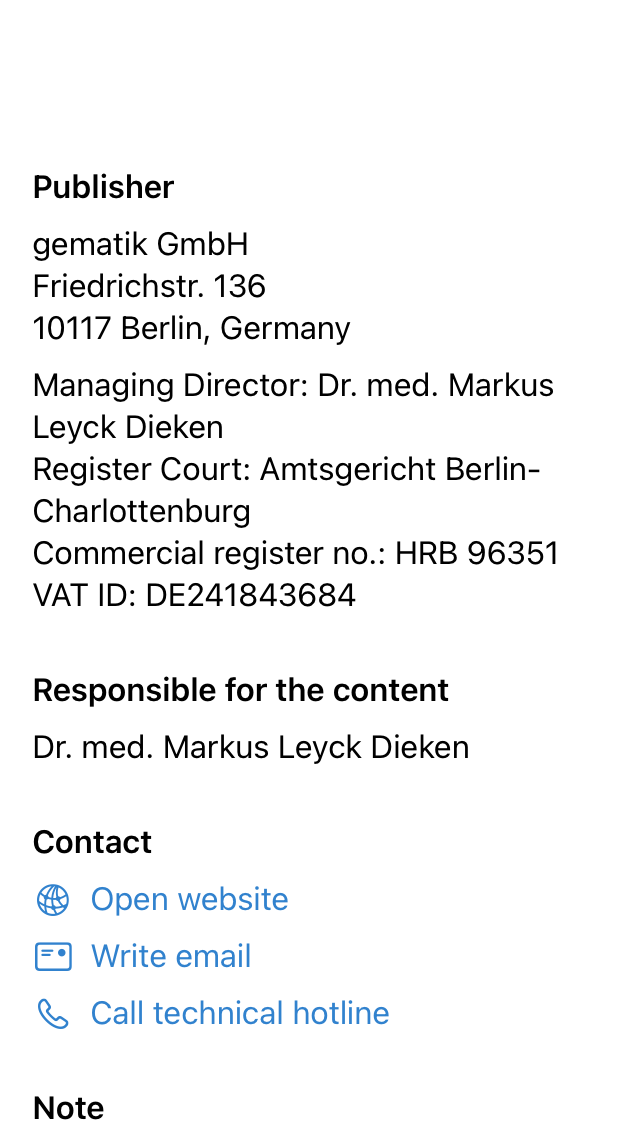 Publisher
gematik GmbH
Friedrichstr. 136
10117 Berlin, Germany
Managing Director: Dr. med. Markus
Leyck Dieken
Register Court: Amtsgericht Berlin-
Charlottenburg
Commercial register no.: HRB 96351
VAT ID: DE241843684
Responsible for the content
Dr. med. Markus Leyck Dieken
Contact
Open website
Write email
Call technical hotline
Note